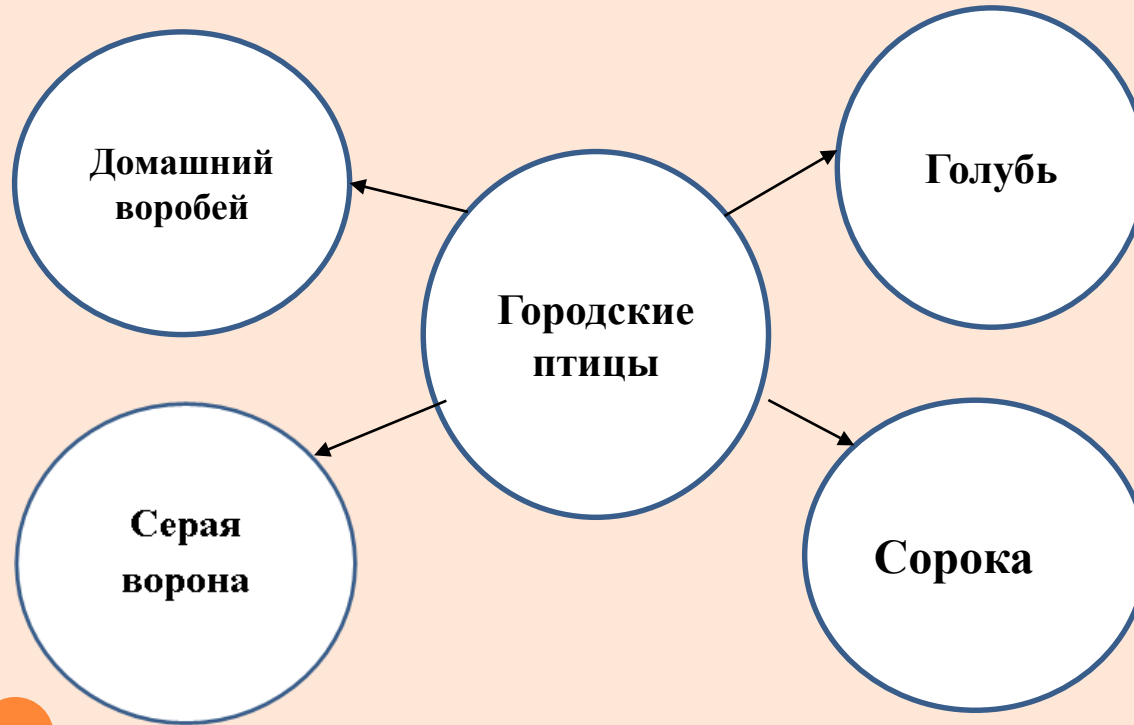 Домашний
воробей
Голубь
Городские
птицы
Серая
ворона
Сорока